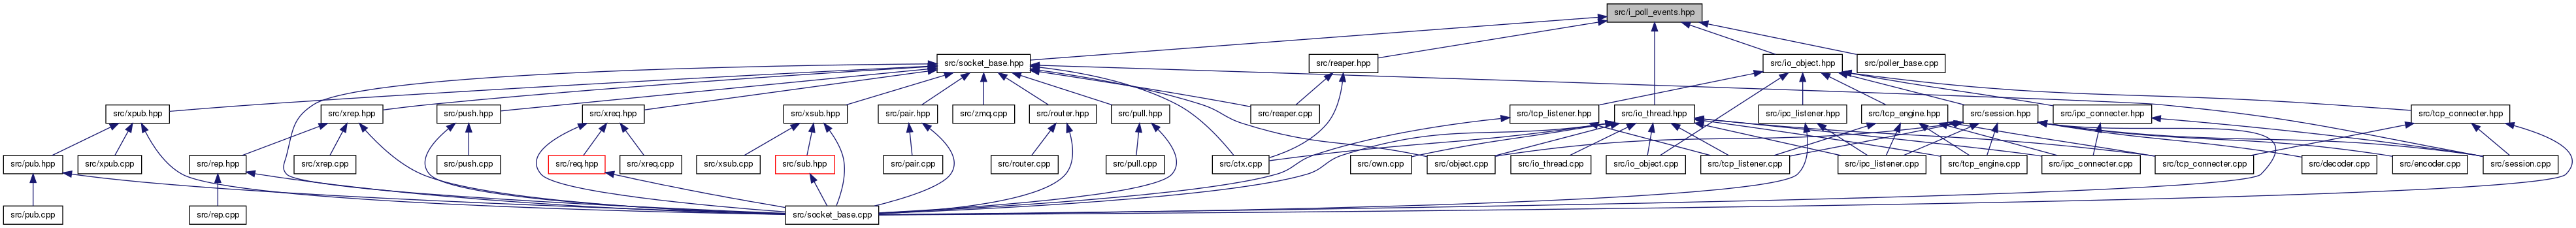 src/i_poll_events.hpp
src/socket_base.hpp
src/reaper.hpp
src/io_object.hpp
src/poller_base.cpp
src/xpub.hpp
src/xrep.hpp
src/push.hpp
src/xreq.hpp
src/xsub.hpp
src/pair.hpp
src/zmq.cpp
src/router.hpp
src/pull.hpp
src/reaper.cpp
src/tcp_listener.hpp
src/io_thread.hpp
src/ipc_listener.hpp
src/tcp_engine.hpp
src/session.hpp
src/ipc_connecter.hpp
src/tcp_connecter.hpp
src/pub.hpp
src/xpub.cpp
src/rep.hpp
src/xrep.cpp
src/push.cpp
src/req.hpp
src/xreq.cpp
src/xsub.cpp
src/sub.hpp
src/pair.cpp
src/router.cpp
src/pull.cpp
src/ctx.cpp
src/own.cpp
src/object.cpp
src/io_thread.cpp
src/io_object.cpp
src/tcp_listener.cpp
src/ipc_listener.cpp
src/tcp_engine.cpp
src/ipc_connecter.cpp
src/tcp_connecter.cpp
src/decoder.cpp
src/encoder.cpp
src/session.cpp
src/pub.cpp
src/rep.cpp
src/socket_base.cpp